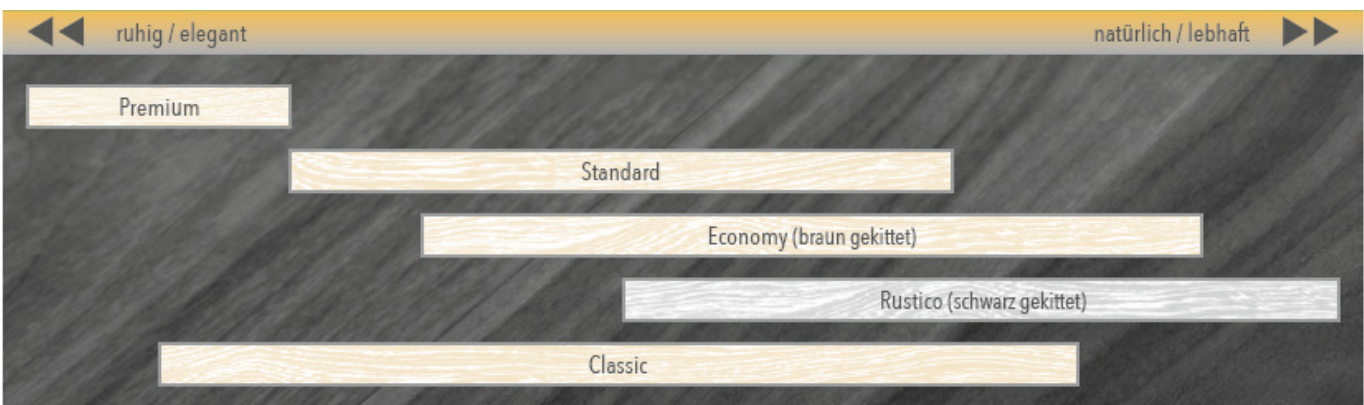 ruhig / elegant
natürlich / lebhaft
Premium
Standard
Economy (braun gekittet)
Rustico (schwarz gekittet)
Classic